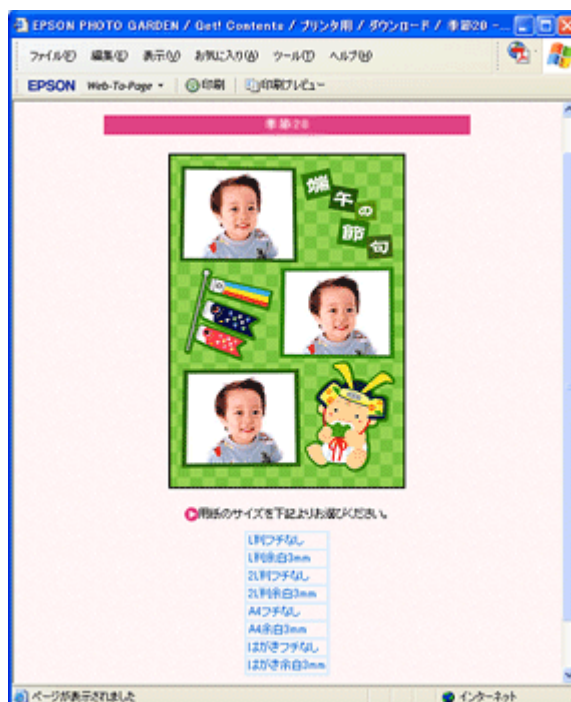 EPSON PHOTO GARDEN / Get! Contents / プリンタ用 / ダウンロード / 季節20 - ...
ファイル(F) 編集(E) 表示(V) お気に入り(A) ツール(T) ヘルプ(H)
EPSON Web-To-Page 印刷 印刷プレビュー
季節20
端午の
節句
用紙のサイズを下記よりお選びください。
L判フチなし
L判余白3mm
2L判フチなし
2L判余白3mm
A4フチなし
A4余白3mm
はがきフチなし
はがき余白3mm
ページが表示されました インターネット